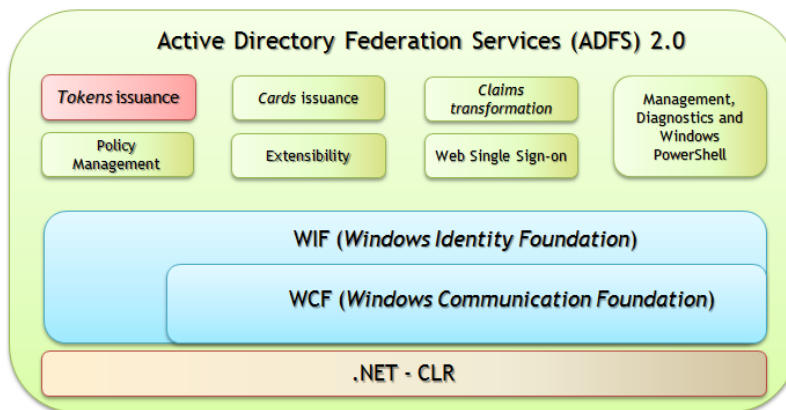 Active Directory Federation Services (ADFS) 2.0
Tokens issuance
Cards issuance
Claims
transformation
Management,
Diagnostics and
Windows
PowerShell
Policy
Management
Extensibility
Web Single Sign-on
WIF (Windows Identity Foundation)
WCF (Windows Communication Foundation)
.NET - CLR